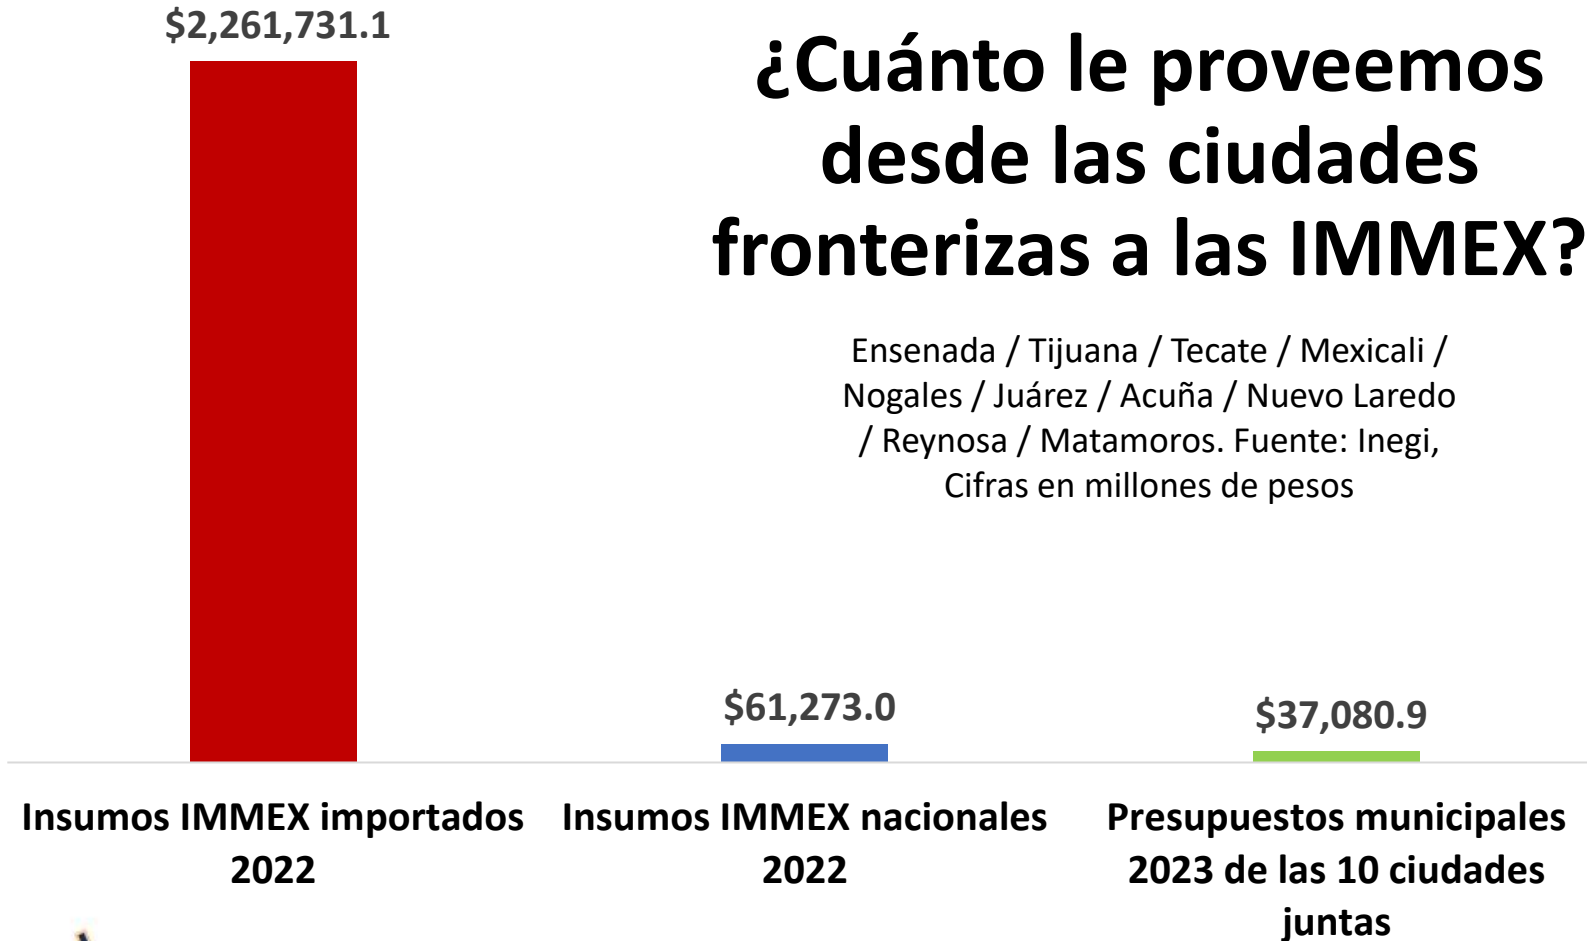 $2,261,731.1
¿Cuánto le proveemos
desde las ciudades
fronterizas a las IMMEX?
Ensenada / Tijuana / Tecate / Mexicali /
Nogales / Juárez / Acuña / Nuevo Laredo
/ Reynosa / Matamoros. Fuente: Inegi,
Cifras en millones de pesos
$61,273.0
$37,080.9
Insumos IMMEX importados
2022
Insumos IMMEX nacionales
2022
Presupuestos municipales
2023 de las 10 ciudades
juntas